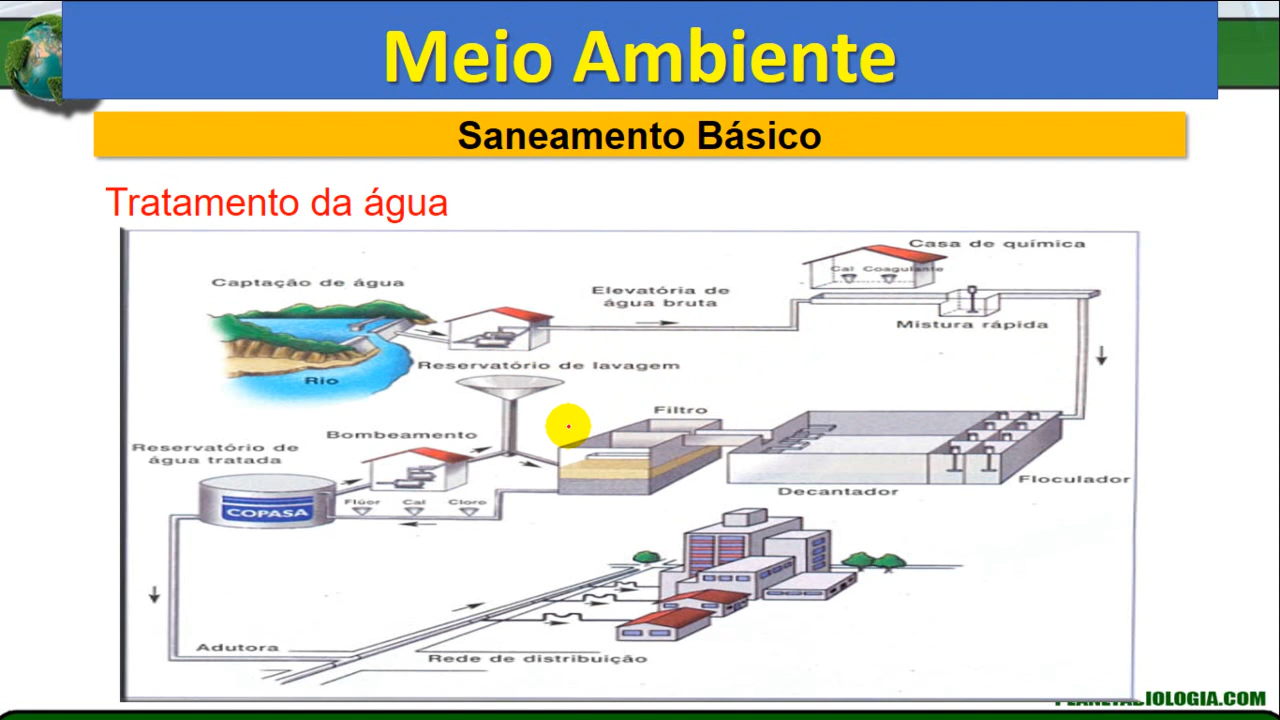 Meio Ambiente
Saneamento Básico
Tratamento da água
Casa de química
Cal Coagulante
Captação de água
Elevatória de
água bruta
Mistura rápida
Reservatório de lavagem
Rio
Filtro
Bombeamento
Reservatório de
água tratada
Floculador
Decantador
Flúor Cal Cloro
COPASA
Adutora
Rede de distribuição
PLANETABIOLOGIA.COM